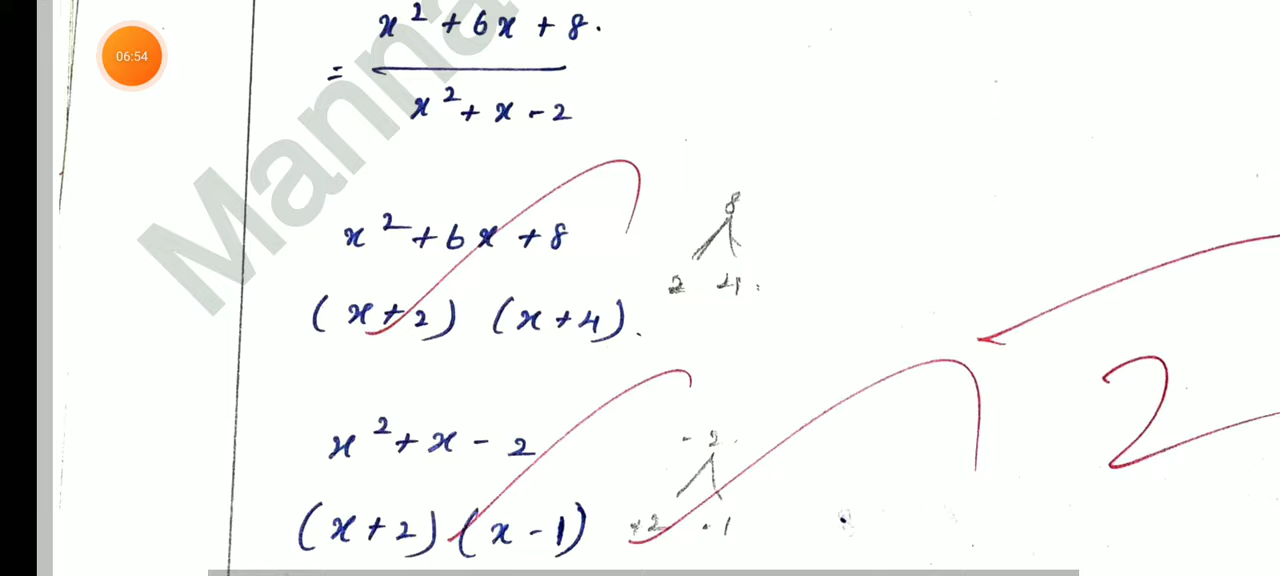 06:54
x² + 6x + 8.
= ———
x² + x - 2
Manna
x² + 6x + 8
8
2 4
(x + 2) (x + 4).
2
x² + x - 2
- 2
(x + 2) (x - 1)
+2 - 1